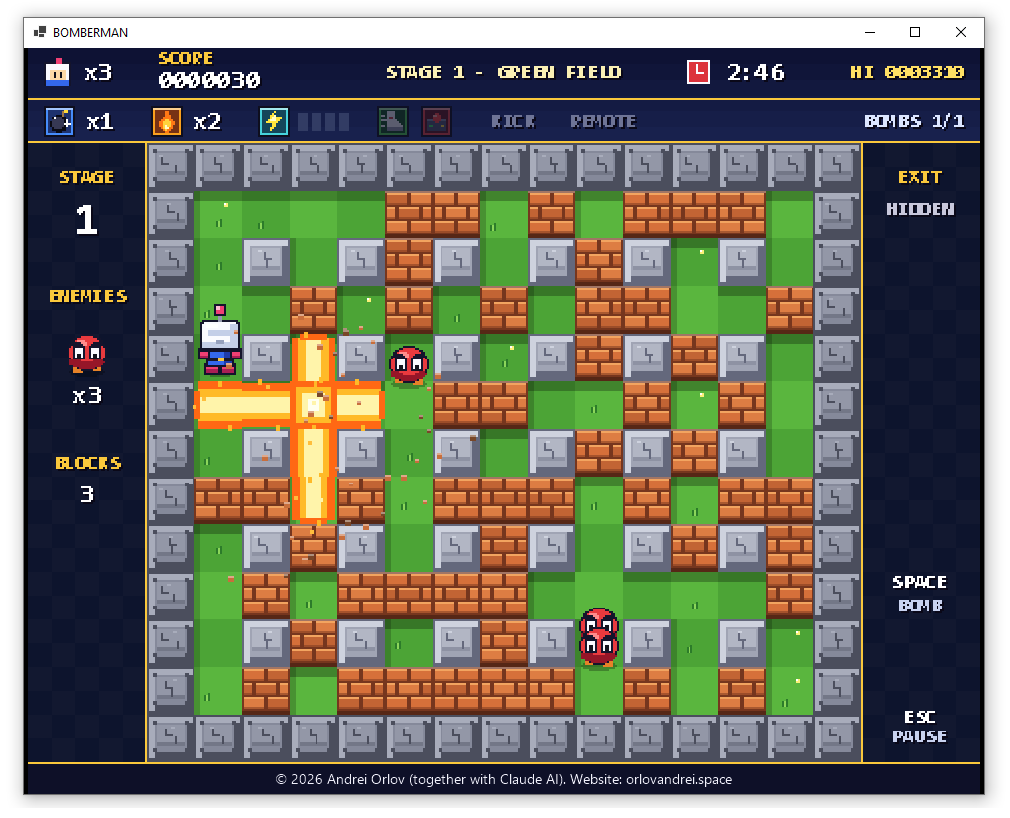 BOMBERMAN
x3
SCORE
0000030
STAGE 1 - GREEN FIELD
2:46
HI 0003310
x1
x2
KICK
REMOTE
BOMBS 1/1
STAGE
1
ENEMIES
x3
BLOCKS
3
EXIT
HIDDEN
SPACE
BOMB
ESC
PAUSE
© 2026 Andrei Orlov (together with Claude AI). Website: orlovandrei.space